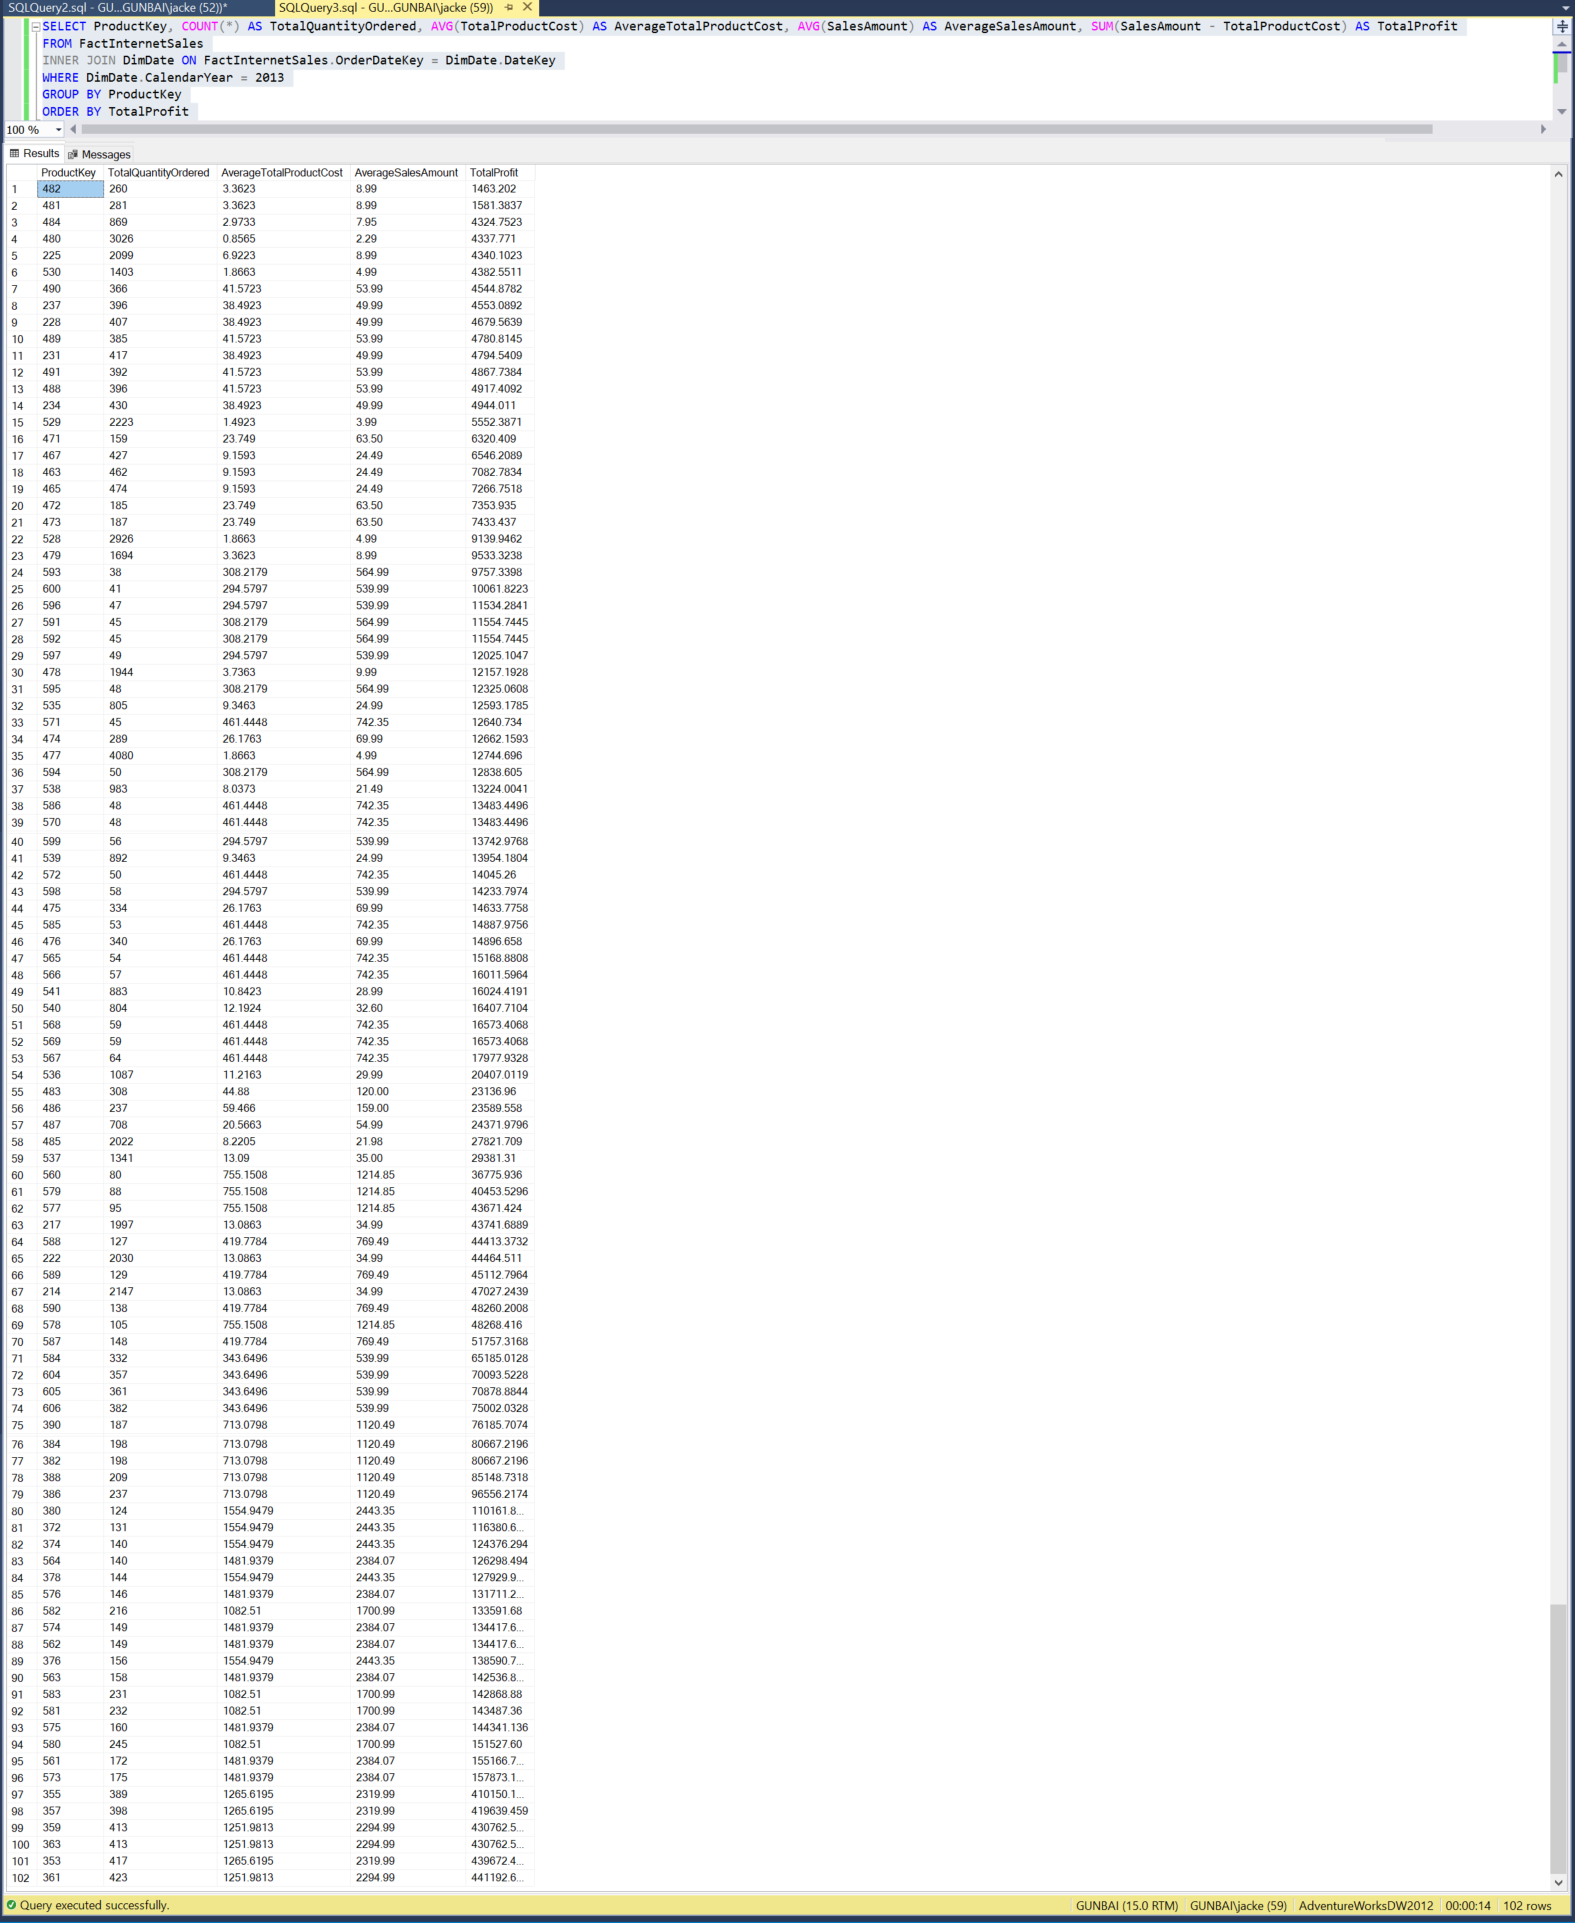 SQLQuery2.sql - GU...GUNBAI\jacke (52))* SQLQuery3.sql - GU...GUNBAI\jacke (59))
SELECT ProductKey, COUNT(*) AS TotalQuantityOrdered, AVG(TotalProductCost) AS AverageTotalProductCost, AVG(SalesAmount) AS AverageSalesAmount, SUM(SalesAmount - TotalProductCost) AS TotalProfit
FROM FactInternetSales
INNER JOIN DimDate ON FactInternetSales.OrderDateKey = DimDate.DateKey
WHERE DimDate.CalendarYear = 2013
GROUP BY ProductKey
ORDER BY TotalProfit
100 %
Results Messages
ProductKey TotalQuantityOrdered AverageTotalProductCost AverageSalesAmount TotalProfit
1 482 260 3.3623 8.99 1463.202
2 481 281 3.3623 8.99 1581.3837
3 484 869 2.9733 7.95 4324.7523
4 480 3026 0.8565 2.29 4337.771
5 225 2099 6.9223 8.99 4340.1023
6 530 1403 1.8663 4.99 4382.5511
7 490 366 41.5723 53.99 4544.8782
8 237 396 38.4923 49.99 4553.0892
9 228 407 38.4923 49.99 4679.5639
10 489 385 41.5723 53.99 4780.8145
11 231 417 38.4923 49.99 4794.5409
12 491 392 41.5723 53.99 4867.7384
13 488 396 41.5723 53.99 4917.4092
14 234 430 38.4923 49.99 4944.011
15 529 2223 1.4923 3.99 5552.3871
16 471 159 23.749 63.50 6320.409
17 467 427 9.1593 24.49 6546.2089
18 463 462 9.1593 24.49 7082.7834
19 465 474 9.1593 24.49 7266.7518
20 472 185 23.749 63.50 7353.935
21 473 187 23.749 63.50 7433.437
22 528 2926 1.8663 4.99 9139.9462
23 479 1694 3.3623 8.99 9533.3238
24 593 38 308.2179 564.99 9757.3398
25 600 41 294.5797 539.99 10061.8223
26 596 47 294.5797 539.99 11534.2841
27 591 45 308.2179 564.99 11554.7445
28 592 45 308.2179 564.99 11554.7445
29 597 49 294.5797 539.99 12025.1047
30 478 1944 3.7363 9.99 12157.1928
31 595 48 308.2179 564.99 12325.0608
32 535 805 9.3463 24.99 12593.1785
33 571 45 461.4448 742.35 12640.734
34 474 289 26.1763 69.99 12662.1593
35 477 4080 1.8663 4.99 12744.696
36 594 50 308.2179 564.99 12838.605
37 538 983 8.0373 21.49 13224.0041
38 586 48 461.4448 742.35 13483.4496
39 570 48 461.4448 742.35 13483.4496
40 599 56 294.5797 539.99 13742.9768
41 539 892 9.3463 24.99 13954.1804
42 572 50 461.4448 742.35 14045.26
43 598 58 294.5797 539.99 14233.7974
44 475 334 26.1763 69.99 14633.7758
45 585 53 461.4448 742.35 14887.9756
46 476 340 26.1763 69.99 14896.658
47 565 54 461.4448 742.35 15168.8808
48 566 57 461.4448 742.35 16011.5964
49 541 883 10.8423 28.99 16024.4191
50 540 804 12.1924 32.60 16407.7104
51 568 59 461.4448 742.35 16573.4068
52 569 59 461.4448 742.35 16573.4068
53 567 64 461.4448 742.35 17977.9328
54 536 1087 11.2163 29.99 20407.0119
55 483 308 44.88 120.00 23136.96
56 486 237 59.466 159.00 23589.558
57 487 708 20.5663 54.99 24371.9796
58 485 2022 8.2205 21.98 27821.709
59 537 1341 13.09 35.00 29381.31
60 560 80 755.1508 1214.85 36775.936
61 579 88 755.1508 1214.85 40453.5296
62 577 95 755.1508 1214.85 43671.424
63 217 1997 13.0863 34.99 43741.6889
64 588 127 419.7784 769.49 44413.3732
65 222 2030 13.0863 34.99 44464.511
66 589 129 419.7784 769.49 45112.7964
67 214 2147 13.0863 34.99 47027.2439
68 590 138 419.7784 769.49 48260.2008
69 578 105 755.1508 1214.85 48268.416
70 587 148 419.7784 769.49 51757.3168
71 584 332 343.6496 539.99 65185.0128
72 604 357 343.6496 539.99 70093.5228
73 605 361 343.6496 539.99 70878.8844
74 606 382 343.6496 539.99 75002.0328
75 390 187 713.0798 1120.49 76185.7074
76 384 198 713.0798 1120.49 80667.2196
77 382 198 713.0798 1120.49 80667.2196
78 388 209 713.0798 1120.49 85148.7318
79 386 237 713.0798 1120.49 96556.2174
80 380 124 1554.9479 2443.35 110161.8...
81 372 131 1554.9479 2443.35 116380.6...
82 374 140 1554.9479 2443.35 124376.294
83 564 140 1481.9379 2384.07 126298.494
84 378 144 1554.9479 2443.35 127929.9...
85 576 146 1481.9379 2384.07 131711.2...
86 582 216 1082.51 1700.99 133591.68
87 574 149 1481.9379 2384.07 134417.6...
88 562 149 1481.9379 2384.07 134417.6...
89 376 156 1554.9479 2443.35 138590.7...
90 563 158 1481.9379 2384.07 142536.8...
91 583 231 1082.51 1700.99 142868.88
92 581 232 1082.51 1700.99 143487.36
93 575 160 1481.9379 2384.07 144341.136
94 580 245 1082.51 1700.99 151527.60
95 561 172 1481.9379 2384.07 155166.7...
96 573 175 1481.9379 2384.07 157873.1...
97 355 389 1265.6195 2319.99 410150.1...
98 357 398 1265.6195 2319.99 419639.459
99 359 413 1251.9813 2294.99 430762.5...
100 363 413 1251.9813 2294.99 430762.5...
101 353 417 1265.6195 2319.99 439672.4...
102 361 423 1251.9813 2294.99 441192.6...
Query executed successfully. GUNBAI (15.0 RTM) GUNBAI\jacke (59) AdventureWorksDW2012 00:00:14 102 rows